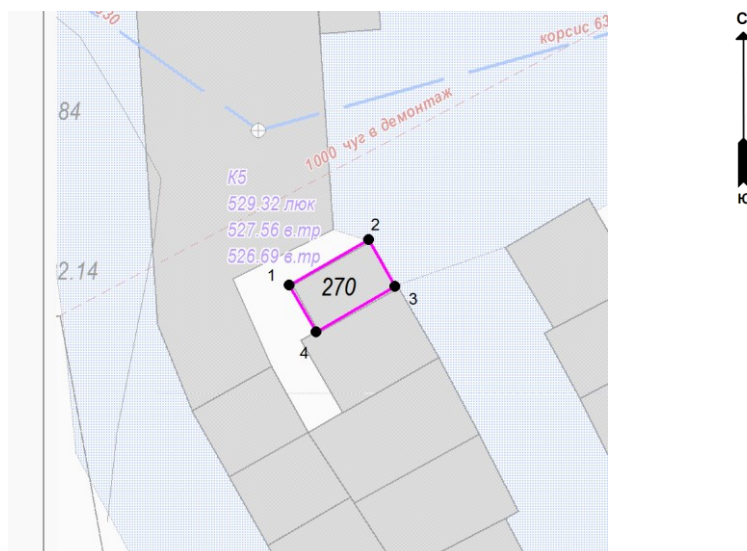 С
корсис 63
84
1000 чуг в демонтаж
К5
529.32 люк
527.56 в.тр
526.69 в.тр
Ю
2
1
2.14
270
3
4